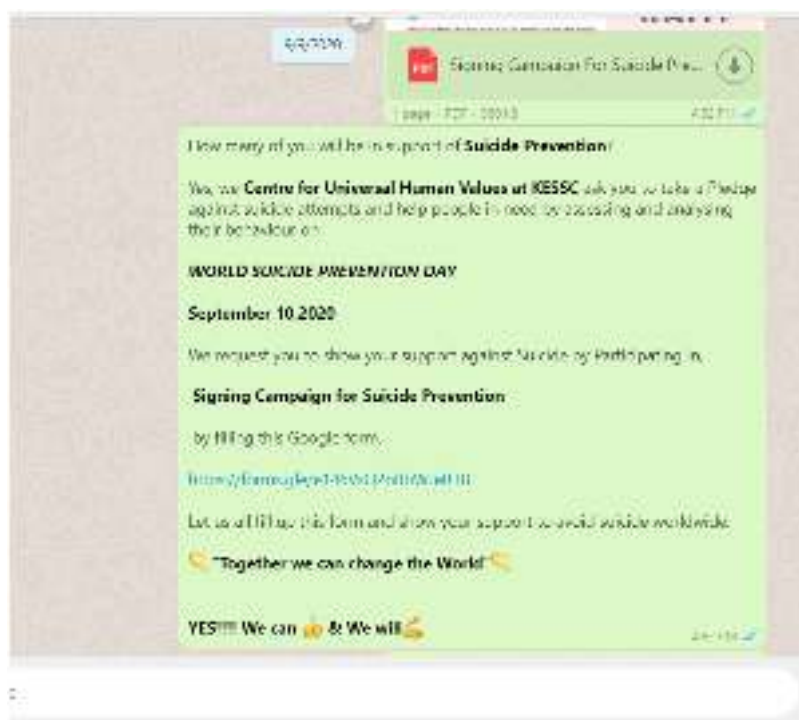 Signing Campaign For Suicide Pre...
1 page PDF
How many of you will be in support of Suicide Prevention?
Yes, we Centre for Universal Human Values at KESSC ask you to take a Pledge
against suicide attempts and help people in need by assessing and analysing
their behaviour on
WORLD SUICIDE PREVENTION DAY
September 10 2020
We request you to show your support against Suicide by Participating in,
Signing Campaign for Suicide Prevention
by filling this Google form.
Let us all fill up this form and show your support to avoid suicide worldwide.
"Together we can change the World"
YES!!!! We can & We will